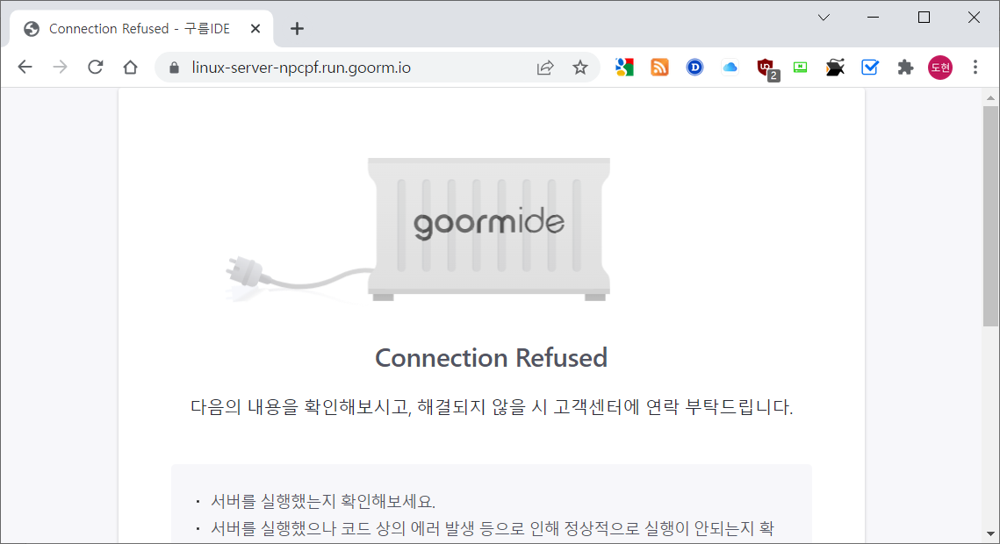 Connection Refused - 구름IDE
linux-server-npcpf.run.goorm.io
2
도현
goormide
Connection Refused
다음의 내용을 확인해보시고, 해결되지 않을 시 고객센터에 연락 부탁드립니다.
· 서버를 실행했는지 확인해보세요.
· 서버를 실행했으나 코드 상의 에러 발생 등으로 인해 정상적으로 실행이 안되는지 확